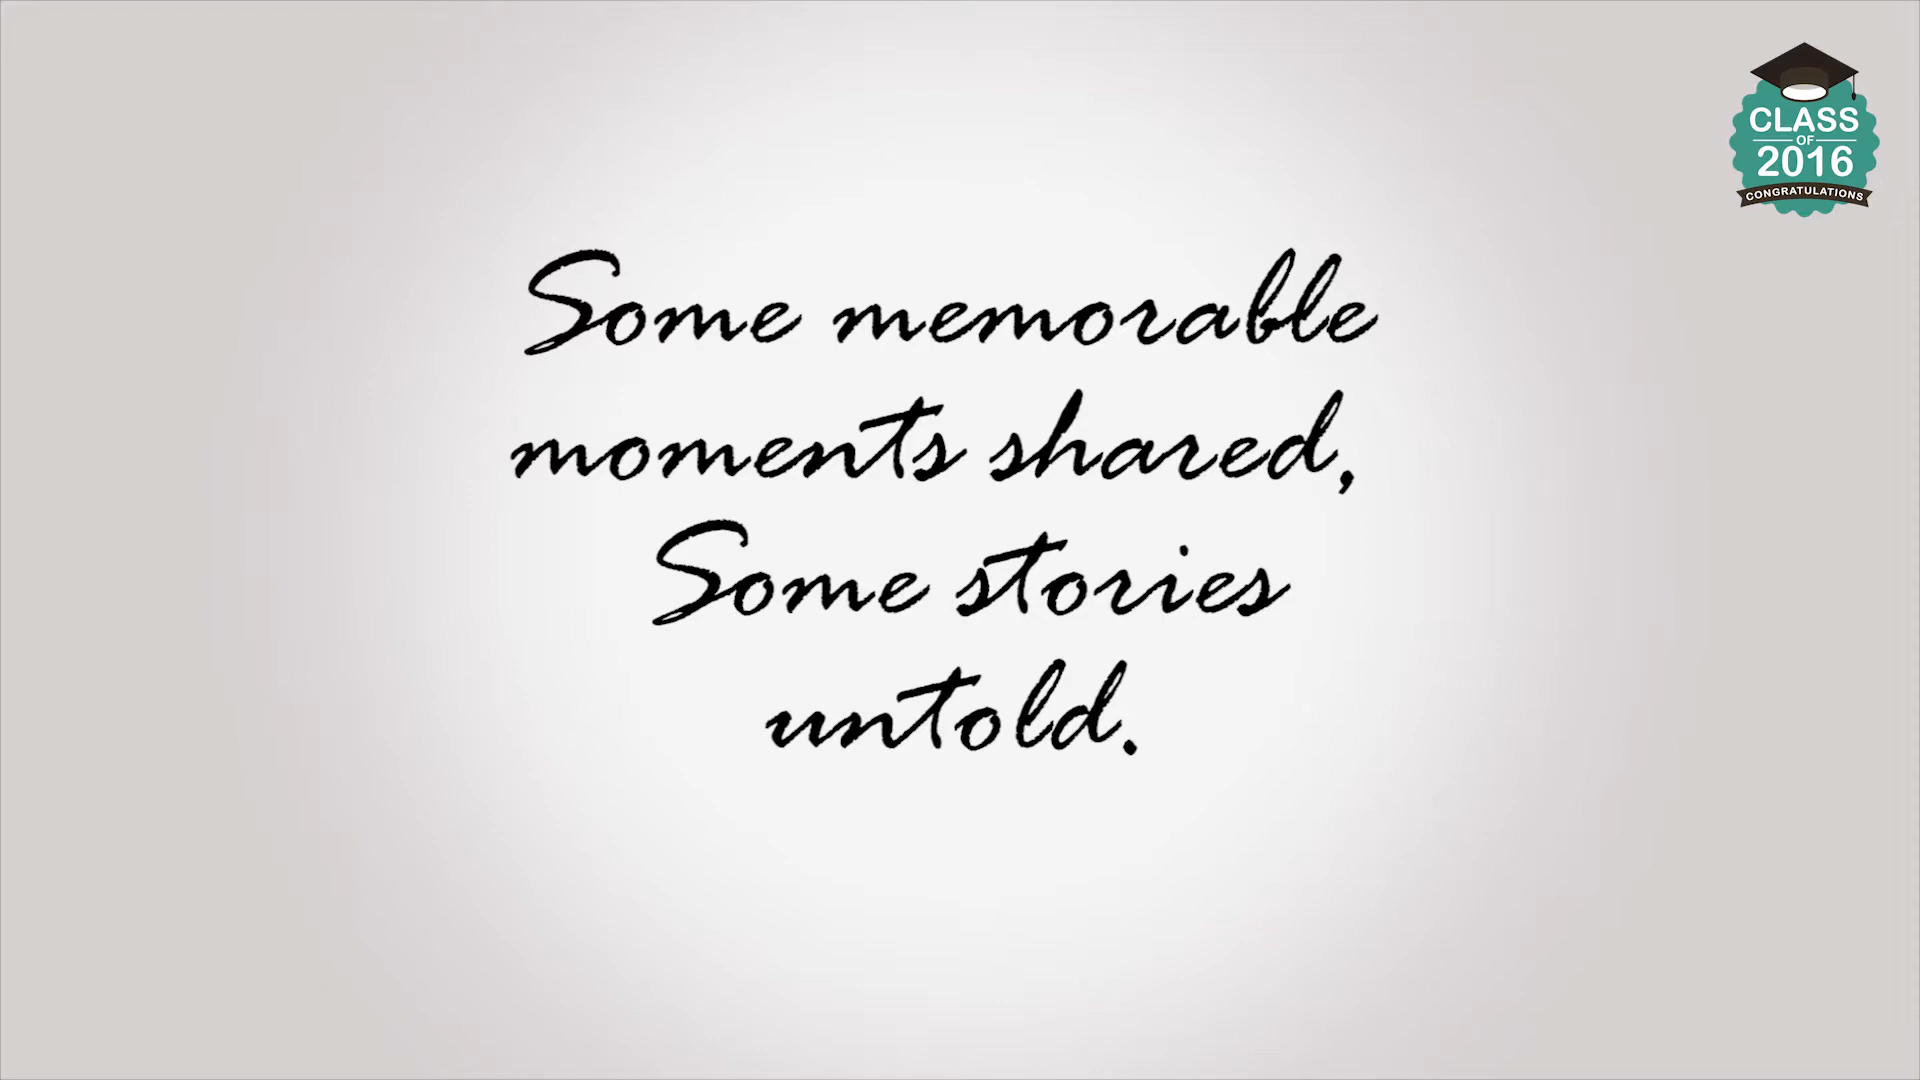 Some memorable
moments shared,
Some stories
untold.
CLASS
OF
2016
CONGRATULATIONS